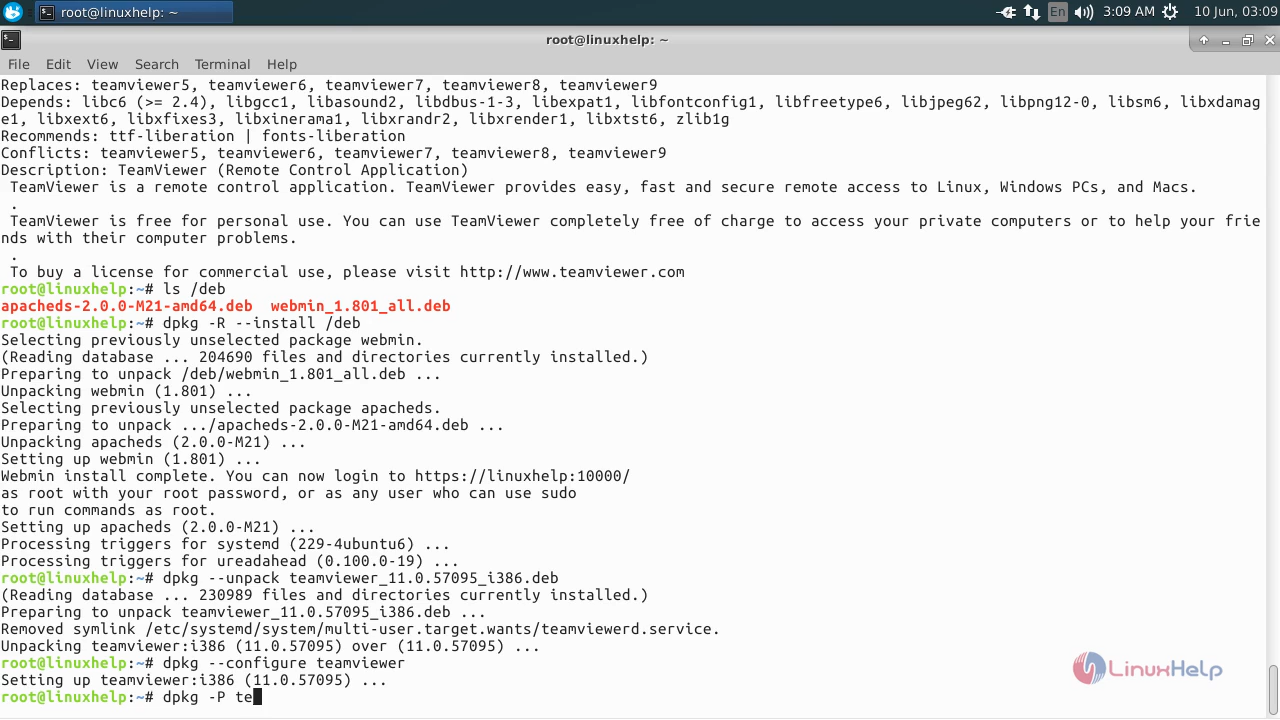 root@linuxhelp: ~ En 3:09 AM 10 Jun, 03:09
root@linuxhelp: ~
File Edit View Search Terminal Help
Replaces: teamviewer5, teamviewer6, teamviewer7, teamviewer8, teamviewer9
Depends: libc6 (>= 2.4), libgcc1, libasound2, libdbus-1-3, libexpat1, libfontconfig1, libfreetype6, libjpeg62, libpng12-0, libsm6, libxdamag
e1, libxext6, libxfixes3, libxinerama1, libxrandr2, libxrender1, libxtst6, zlib1g
Recommends: ttf-liberation | fonts-liberation
Conflicts: teamviewer5, teamviewer6, teamviewer7, teamviewer8, teamviewer9
Description: TeamViewer (Remote Control Application)
 TeamViewer is a remote control application. TeamViewer provides easy, fast and secure remote access to Linux, Windows PCs, and Macs.
 .
 TeamViewer is free for personal use. You can use TeamViewer completely free of charge to access your private computers or to help your frie
nds with their computer problems.
 .
 To buy a license for commercial use, please visit http://www.teamviewer.com
root@linuxhelp:~# ls /deb
apacheds-2.0.0-M21-amd64.deb  webmin_1.801_all.deb
root@linuxhelp:~# dpkg -R --install /deb
Selecting previously unselected package webmin.
(Reading database ... 204690 files and directories currently installed.)
Preparing to unpack /deb/webmin_1.801_all.deb ...
Unpacking webmin (1.801) ...
Selecting previously unselected package apacheds.
Preparing to unpack .../apacheds-2.0.0-M21-amd64.deb ...
Unpacking apacheds (2.0.0-M21) ...
Setting up webmin (1.801) ...
Webmin install complete. You can now login to https://linuxhelp:10000/
as root with your root password, or as any user who can use sudo
to run commands as root.
Setting up apacheds (2.0.0-M21) ...
Processing triggers for systemd (229-4ubuntu6) ...
Processing triggers for ureadahead (0.100.0-19) ...
root@linuxhelp:~# dpkg --unpack teamviewer_11.0.57095_i386.deb
(Reading database ... 230989 files and directories currently installed.)
Preparing to unpack teamviewer_11.0.57095_i386.deb ...
Removed symlink /etc/systemd/system/multi-user.target.wants/teamviewerd.service.
Unpacking teamviewer:i386 (11.0.57095) over (11.0.57095) ...
root@linuxhelp:~# dpkg --configure teamviewer
Setting up teamviewer:i386 (11.0.57095) ...
root@linuxhelp:~# dpkg -P te
LinuxHelp